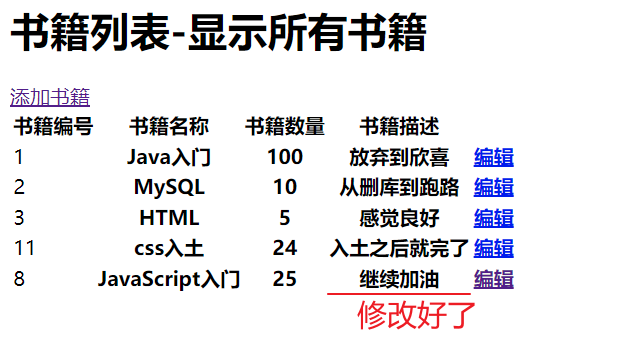 书籍列表-显示所有书籍
添加书籍
书籍编号 书籍名称 书籍数量 书籍描述
1 Java入门 100 放弃到欣喜 编辑
2 MySQL 10 从删库到跑路 编辑
3 HTML 5 感觉良好 编辑
11 css入土 24 入土之后就完了 编辑
8 JavaScript入门 25 继续加油 编辑
修改好了